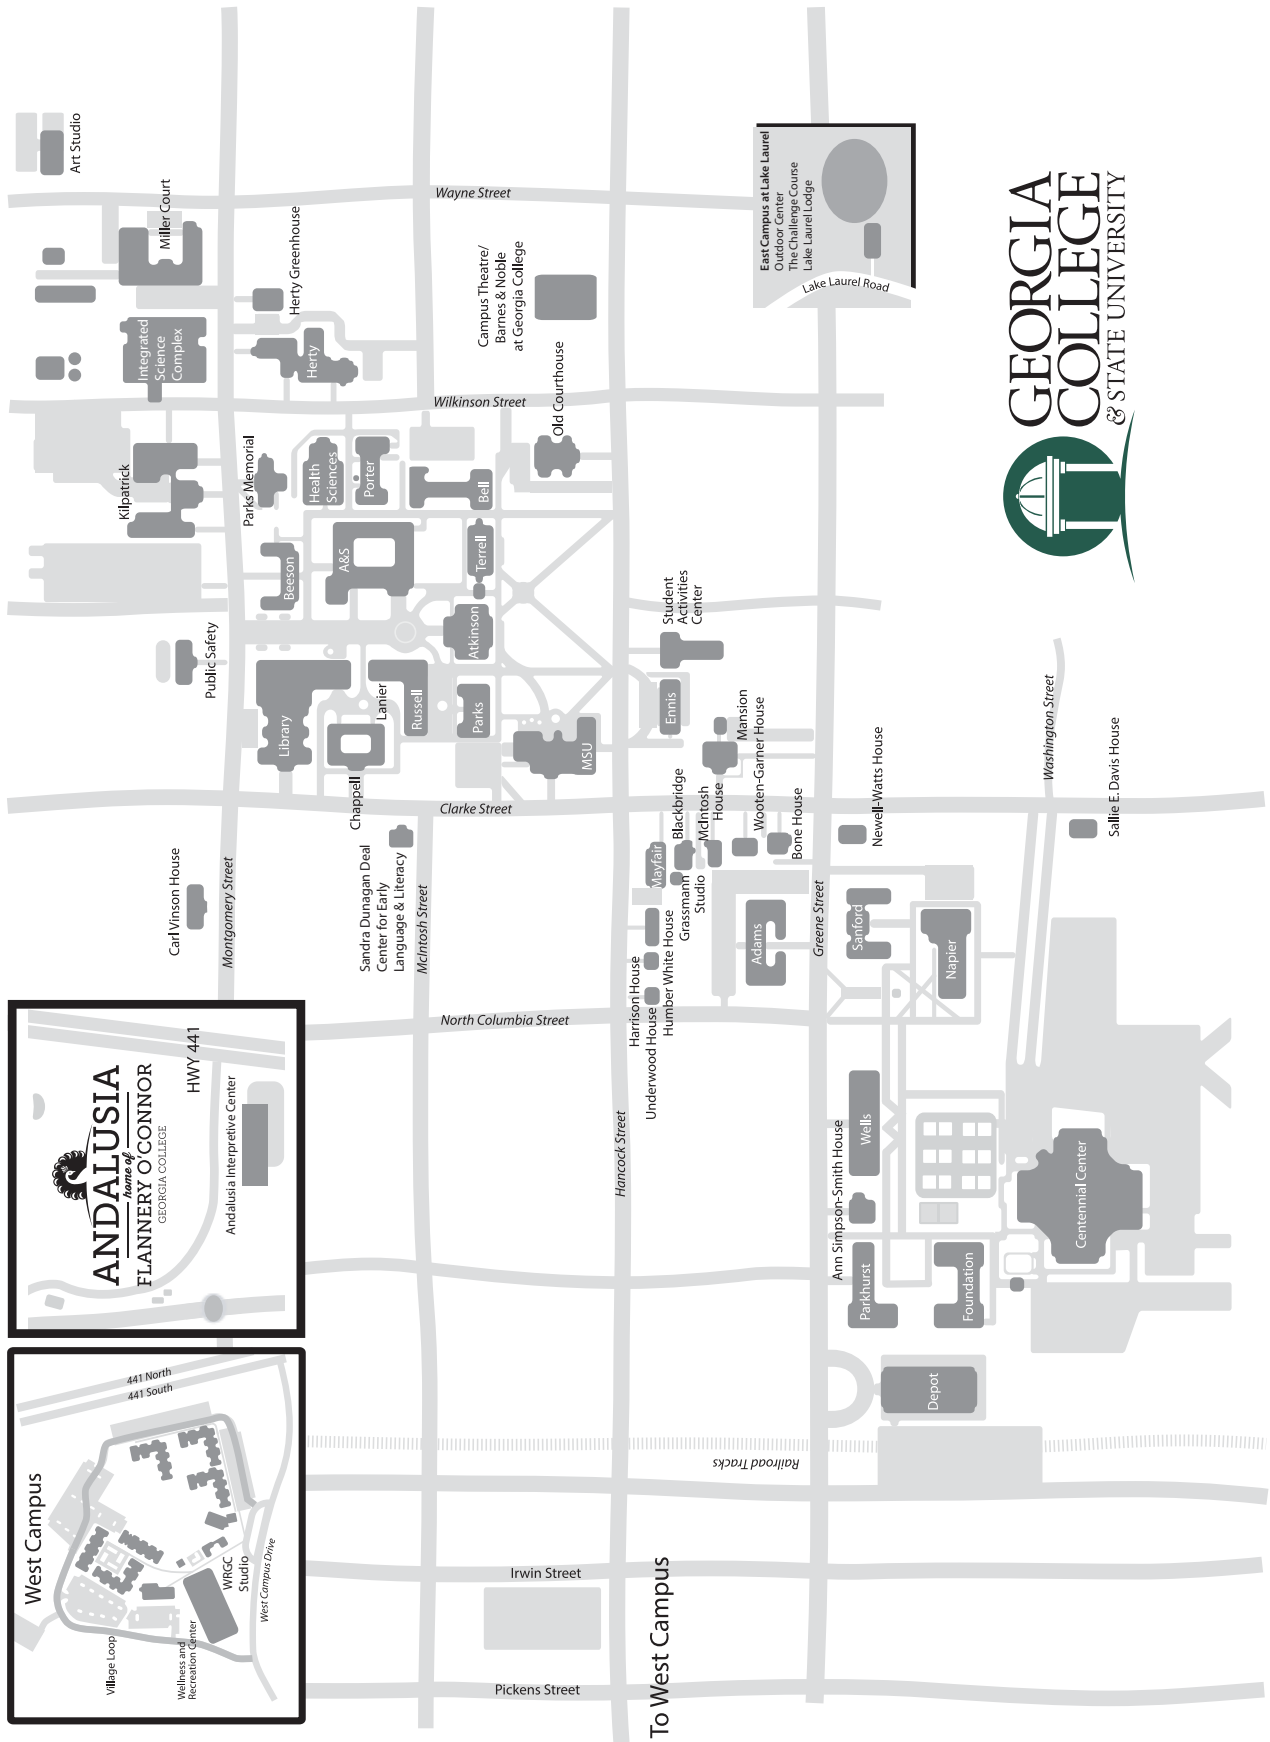 Art Studio
Miller Court
Wayne Street
Herty Greenhouse
Campus Theatre/
Barnes & Noble
at Georgia College
East Campus at Lake Laurel
Outdoor Center
The Challenge Course
Lake Laurel Lodge
Lake Laurel Road
GEORGIA
COLLEGE
& STATE UNIVERSITY
Integrated
Science
Complex
Herty
Wilkinson Street
Old Courthouse
Kilpatrick
Parks Memorial
Health
Sciences
Porter
Bell
Beeson
A&S
Terrell
Atkinson
Student
Activities
Center
Public Safety
Library
Lanier
Russell
Parks
MSU
Ennis
Mansion
Chappell
Clarke Street
Blackbridge
McIntosh
House
Wooten-Garner House
Bone House
Newell-Watts House
Washington Street
Sallie E. Davis House
Carl Vinson House
Montgomery Street
Sandra Dunagan Deal
Center for Early
Language & Literacy
McIntosh Street
Mayfair
Grassmann
Studio
Harrison House
Humber White House
Underwood House
Adams
Greene Street
Sanford
Napier
North Columbia Street
Hancock Street
Wells
Ann Simpson-Smith House
Parkhurst
Foundation
Centennial Center
Depot
Railroad Tracks
ANDALUSIA
home of
FLANNERY O'CONNOR
GEORGIA COLLEGE
HWY 441
Andalusia Interpretive Center
West Campus
441 North
441 South
WRGC
Studio
West Campus Drive
Village Loop
Wellness and
Recreation Center
Irwin Street
Pickens Street
To West Campus